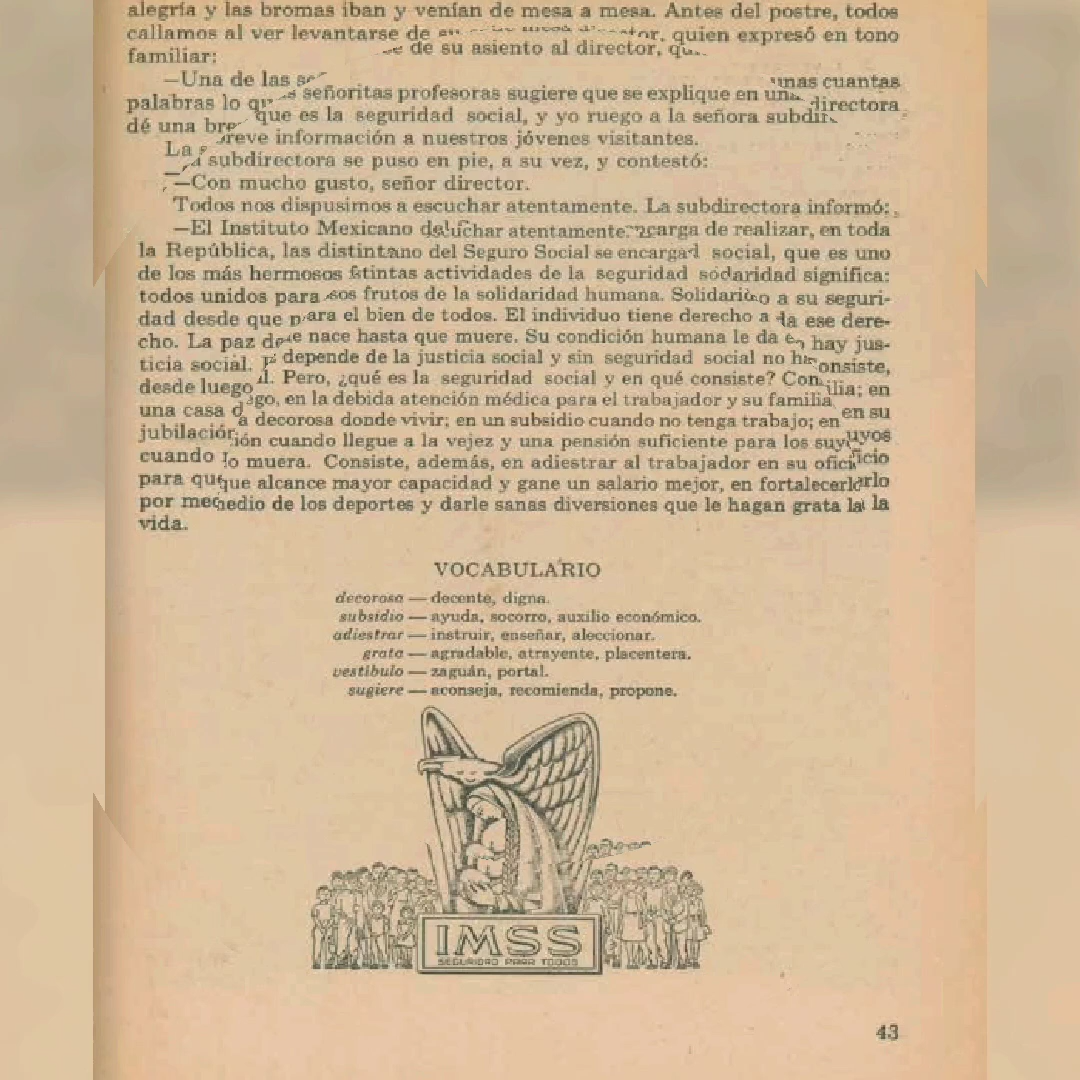 alegría y las bromas iban y venían de mesa a mesa. Antes del postre, todos
callamos al ver levantarse de su asiento al director, quien expresó en tono
familiar:
—Una de las señoritas profesoras sugiere que se explique en unas cuantas
palabras lo que es la seguridad social, y yo ruego a la señora subdirectora
dé una breve información a nuestros jóvenes visitantes.
La subdirectora se puso en pie, a su vez, y contestó:
—Con mucho gusto, señor director.
Todos nos dispusimos a escuchar atentamente. La subdirectora informó:
—El Instituto Mexicano del Seguro Social se encarga de realizar, en toda
la República, las distintas actividades de la seguridad social, que es uno
de los más hermosos frutos de la solidaridad humana. Solidaridad significa:
todos unidos para el bien de todos. El individuo tiene derecho a su seguri-
dad desde que nace hasta que muere. Su condición humana le da ese dere-
cho. La paz depende de la justicia social y sin seguridad social no hay jus-
ticia social. Pero, ¿qué es la seguridad social y en qué consiste? Consiste,
desde luego, en la debida atención médica para el trabajador y su familia; en
una casa decorosa donde vivir; en un subsidio cuando no tenga trabajo; en su
jubilación cuando llegue a la vejez y una pensión suficiente para los suyos
cuando muera. Consiste, además, en adiestrar al trabajador en su oficio
para que alcance mayor capacidad y gane un salario mejor, en fortalecerlo
por medio de los deportes y darle sanas diversiones que le hagan grata la
vida.
VOCABULARIO
decorosa — decente, digna.
subsidio — ayuda, socorro, auxilio económico.
adiestrar — instruir, enseñar, aleccionar.
grata — agradable, atrayente, placentera.
vestíbulo — zaguán, portal.
sugiere — aconseja, recomienda, propone.
IMSS
SEGURIDAD PARA TODOS
43